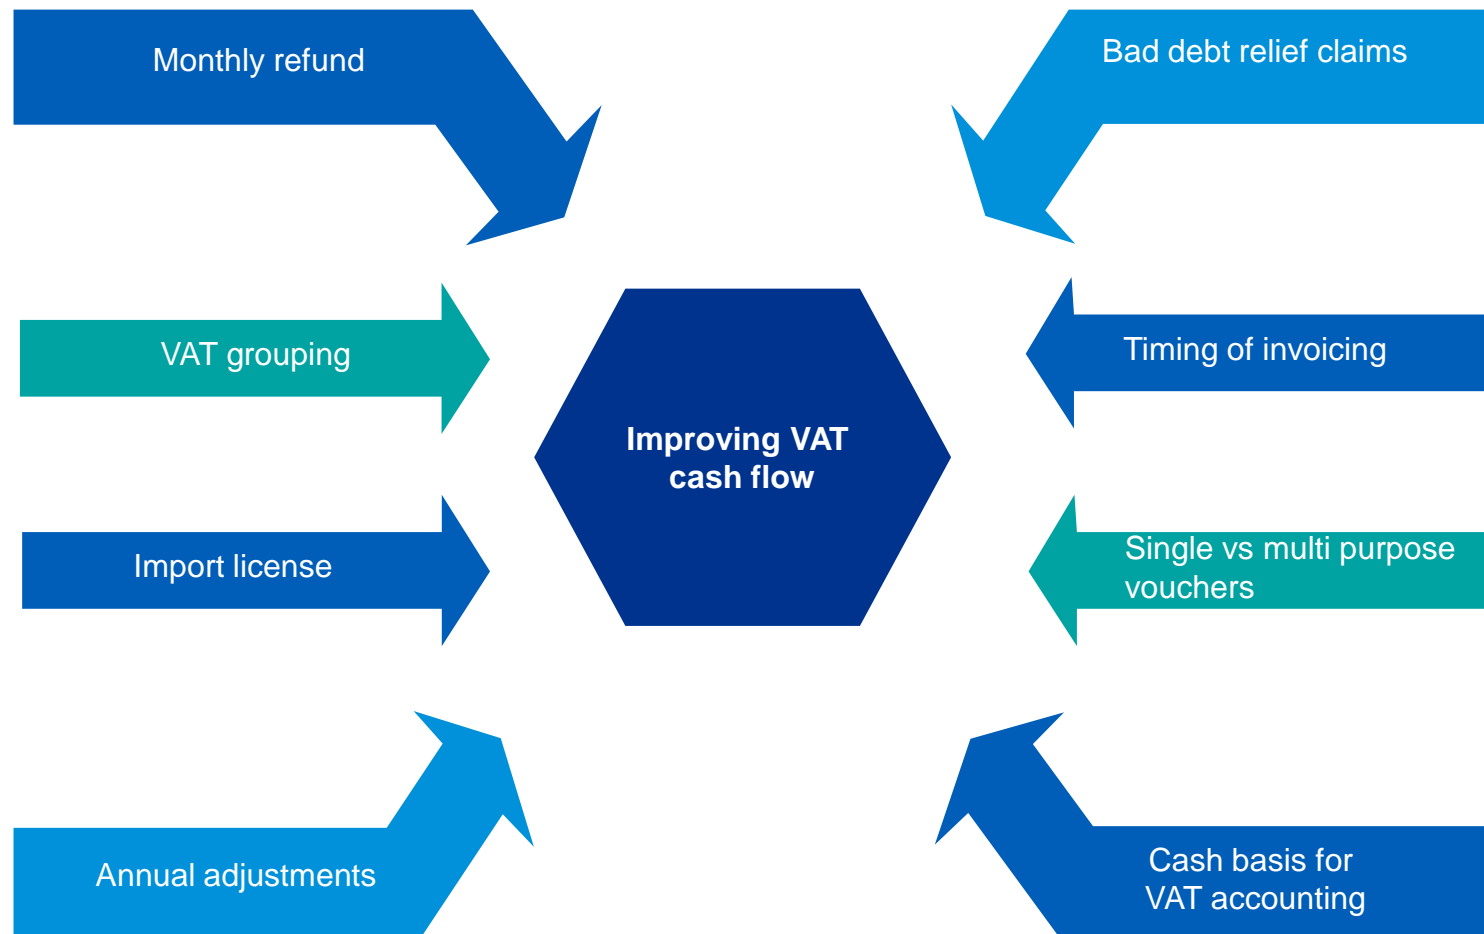 Monthly refund
Bad debt relief claims
VAT grouping
Timing of invoicing
Improving VAT
cash flow
Import license
Single vs multi purpose
vouchers
Annual adjustments
Cash basis for
VAT accounting